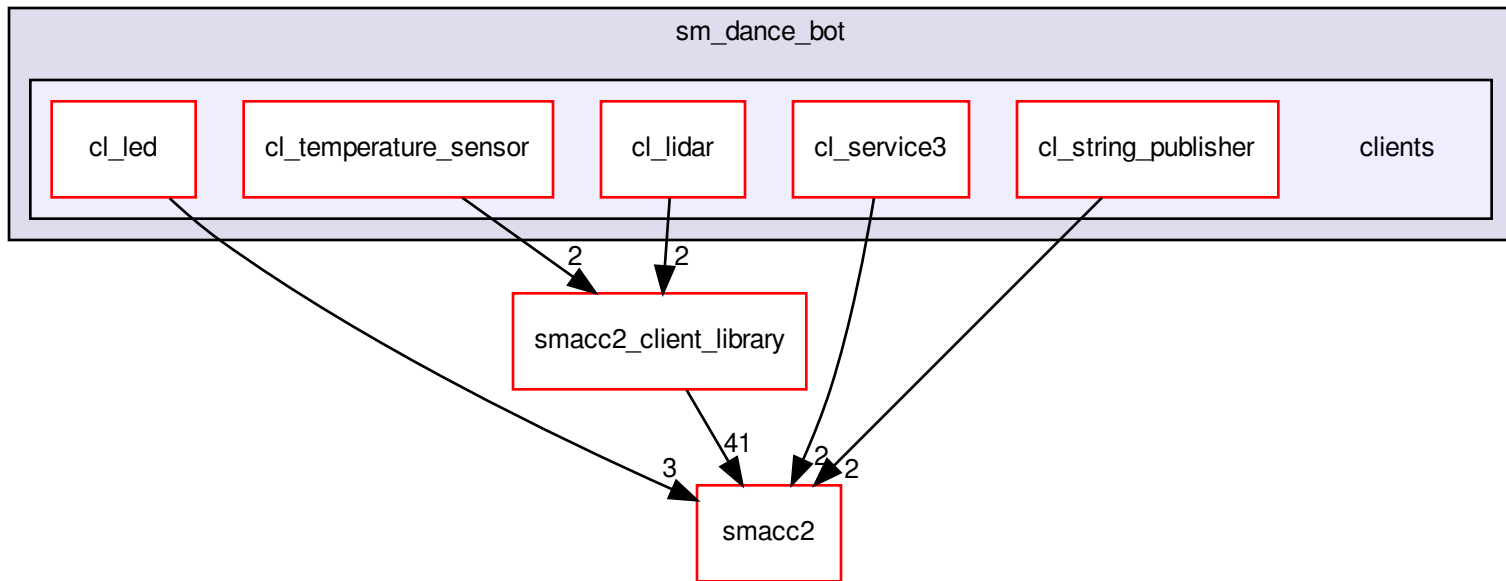 sm_dance_bot
cl_led
cl_temperature_sensor
cl_lidar
cl_service3
cl_string_publisher
clients
2
2
smacc2_client_library
41
3
2
2
smacc2